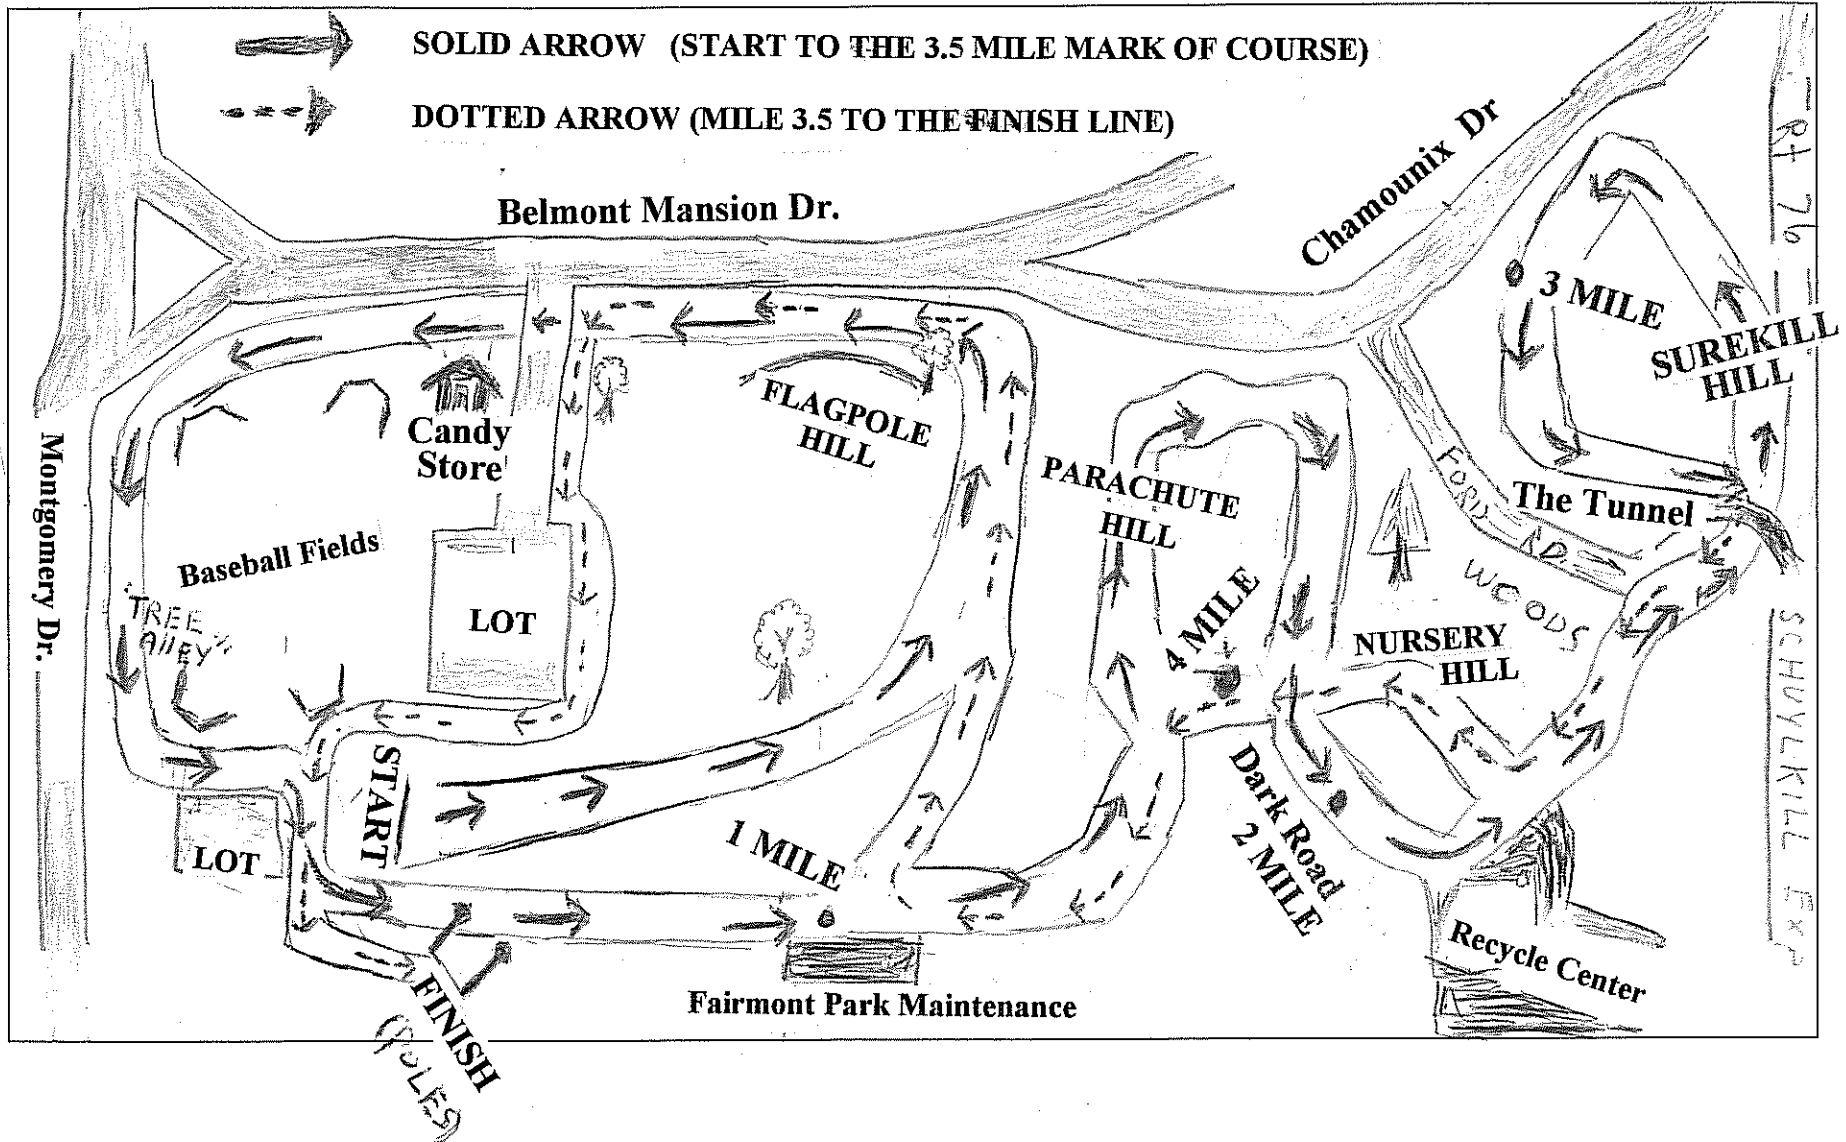 SOLID ARROW (START TO THE 3.5 MILE MARK OF COURSE)
DOTTED ARROW (MILE 3.5 TO THE FINISH LINE)
Belmont Mansion Dr.
Chamounix Dr
Rt 76
3 MILE
SUREKILL
HILL
FLAGPOLE
HILL
Candy
Store
Montgomery Dr.
PARACHUTE
HILL
FORD RD.
The Tunnel
Baseball Fields
LOT
"TREE
AllEY"
4 MILE
WOODS
NURSERY
HILL
SCHUYLKILL Exp
START
Dark Road
2 MILE
LOT
1 MILE
Recycle Center
Fairmont Park Maintenance
FINISH
(POLES)